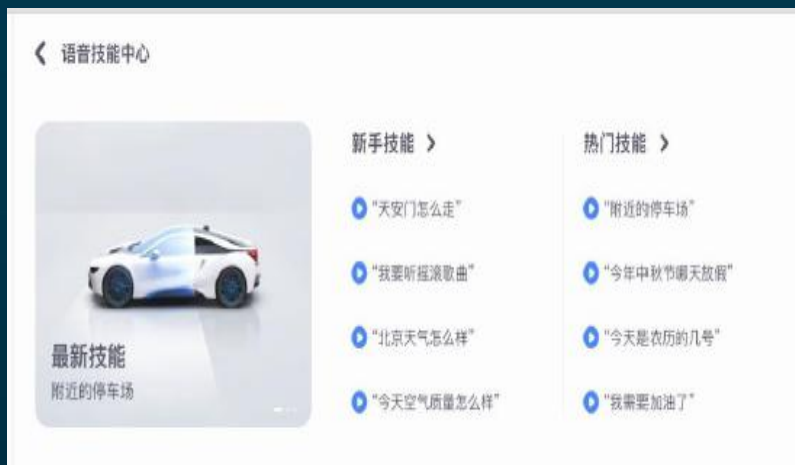 语音技能中心
最新技能
附近的停车场
新手技能
“天安门怎么走”
“我要听摇滚歌曲”
“北京天气怎么样”
“今天空气质量怎么样”
热门技能
“附近的停车场”
“今年中秋节哪天放假”
“今天是农历的几号”
“我需要加油了”